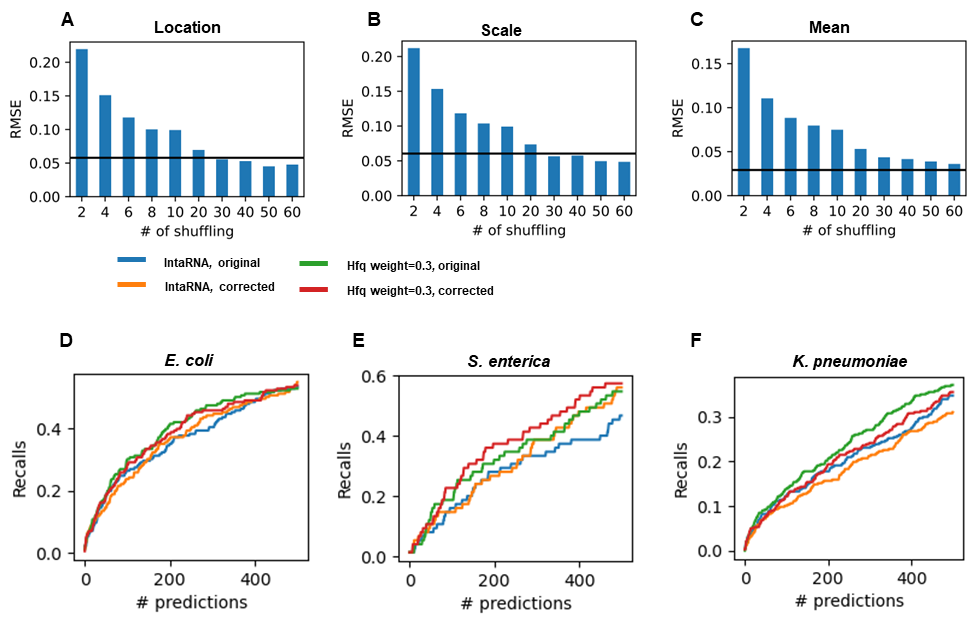 A
Location
B
Scale
C
Mean
RMSE
0.20
0.15
0.10
0.05
0.00
2 4 6 8 10 20 30 40 50 60
# of shuffling
RMSE
0.20
0.15
0.10
0.05
0.00
2 4 6 8 10 20 30 40 50 60
# of shuffling
RMSE
0.15
0.10
0.05
0.00
2 4 6 8 10 20 30 40 50 60
# of shuffling
IntaRNA, original
IntaRNA, corrected
Hfq weight=0.3, original
Hfq weight=0.3, corrected
D
E. coli
Recalls
0.4
0.2
0.0
0 200 400
# predictions
E
S. enterica
Recalls
0.6
0.4
0.2
0.0
0 200 400
# predictions
F
K. pneumoniae
Recalls
0.3
0.2
0.1
0.0
0 200 400
# predictions